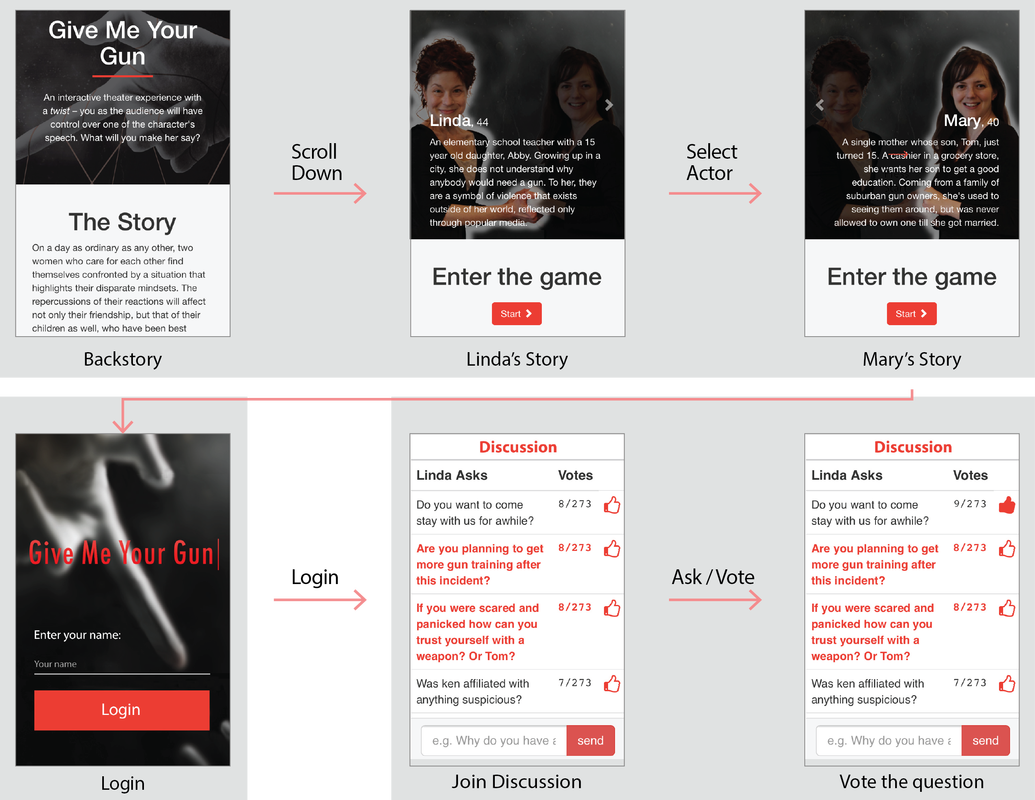 Give Me Your
Gun
An interactive theater experience with
a twist – you as the audience will have
control over one of the character's
speech. What will you make her say?
The Story
On a day as ordinary as any other, two
women who care for each other find
themselves confronted by a situation that
highlights their disparate mindsets. The
repercussions of their reactions will affect
not only their friendship, but that of their
children as well, who have been best
Backstory
Scroll
Down
Linda, 44
An elementary school teacher with a 15
year old daughter, Abby. Growing up in a
city, she does not understand why
anybody would need a gun. To her, they
are a symbol of violence that exists
outside of her world, reflected only
through popular media.
Enter the game
Start
Linda's Story
Select
Actor
Mary, 40
A single mother whose son, Tom, just
turned 15. A cashier in a grocery store,
she wants her son to get a good
education. Coming from a family of
suburban gun owners, she's used to
seeing them around, but was never
allowed to own one till she got married.
Enter the game
Start
Mary's Story
Give Me Your Gun
Enter your name:
Your name
Login
Login
Login
Discussion
Linda Asks Votes
Do you want to come 8/273
stay with us for awhile?
Are you planning to get 8/273
more gun training after
this incident?
If you were scared and 8/273
panicked how can you
trust yourself with a
weapon? Or Tom?
Was ken affiliated with 7/273
anything suspicious?
e.g. Why do you have a send
Join Discussion
Ask / Vote
Discussion
Linda Asks Votes
Do you want to come 9/273
stay with us for awhile?
Are you planning to get 8/273
more gun training after
this incident?
If you were scared and 8/273
panicked how can you
trust yourself with a
weapon? Or Tom?
Was ken affiliated with 7/273
anything suspicious?
e.g. Why do you have a send
Vote the question